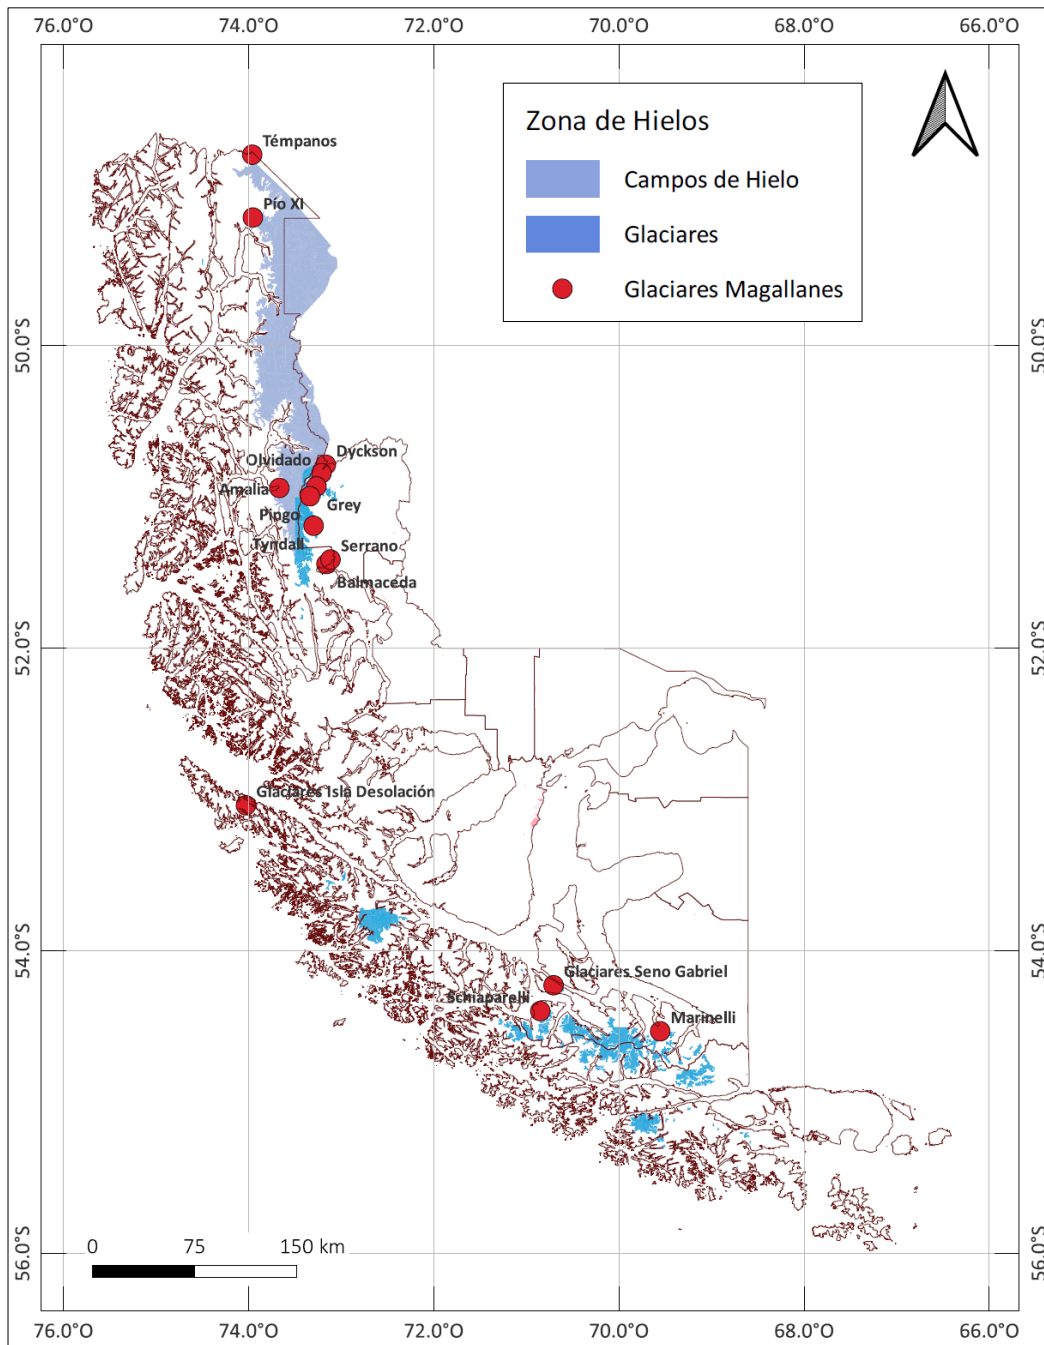 76.0°O 74.0°O 72.0°O 70.0°O 68.0°O 66.0°O
Zona de Hielos
Campos de Hielo
Glaciares
Glaciares Magallanes
Témpanos
Pío XI
50.0°S 50.0°S
Dyckson
Olvidado
Amalia
Grey
Pingo
Tyndall
Serrano
Balmaceda
52.0°S 52.0°S
Glaciares Isla Desolación
54.0°S 54.0°S
Glaciares Seno Gabriel
Schiaparelli
Marinelli
0 75 150 km
56.0°S 56.0°S
76.0°O 74.0°O 72.0°O 70.0°O 68.0°O 66.0°O